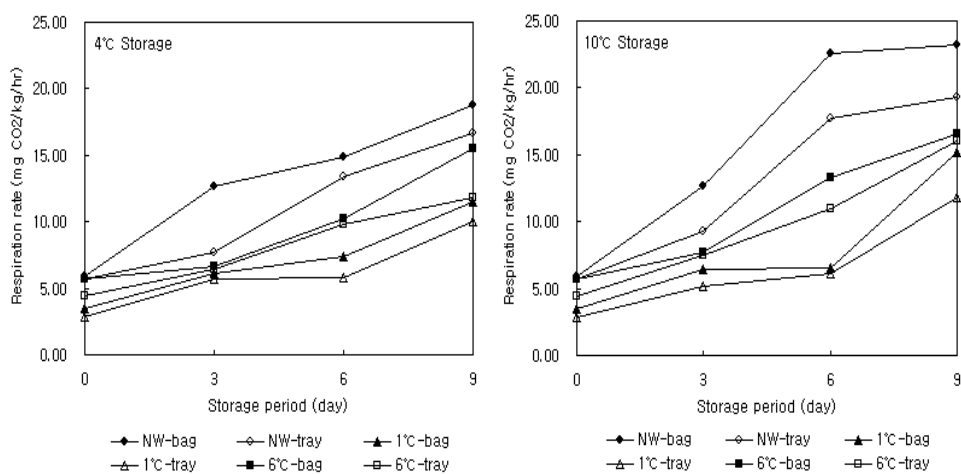 4℃ Storage
Respiration rate (mg CO2/kg/hr)
25.00
20.00
15.00
10.00
5.00
0.00
0 3 6 9
Storage period (day)
NW-bag NW-tray 1℃-bag
1℃-tray 6℃-bag 6℃-tray
10℃ Storage
Respiration rate (mg CO2/kg/hr)
25.00
20.00
15.00
10.00
5.00
0.00
0 3 6 9
Storage period (day)
NW-bag NW-tray 1℃-bag
1℃-tray 6℃-bag 6℃-tray